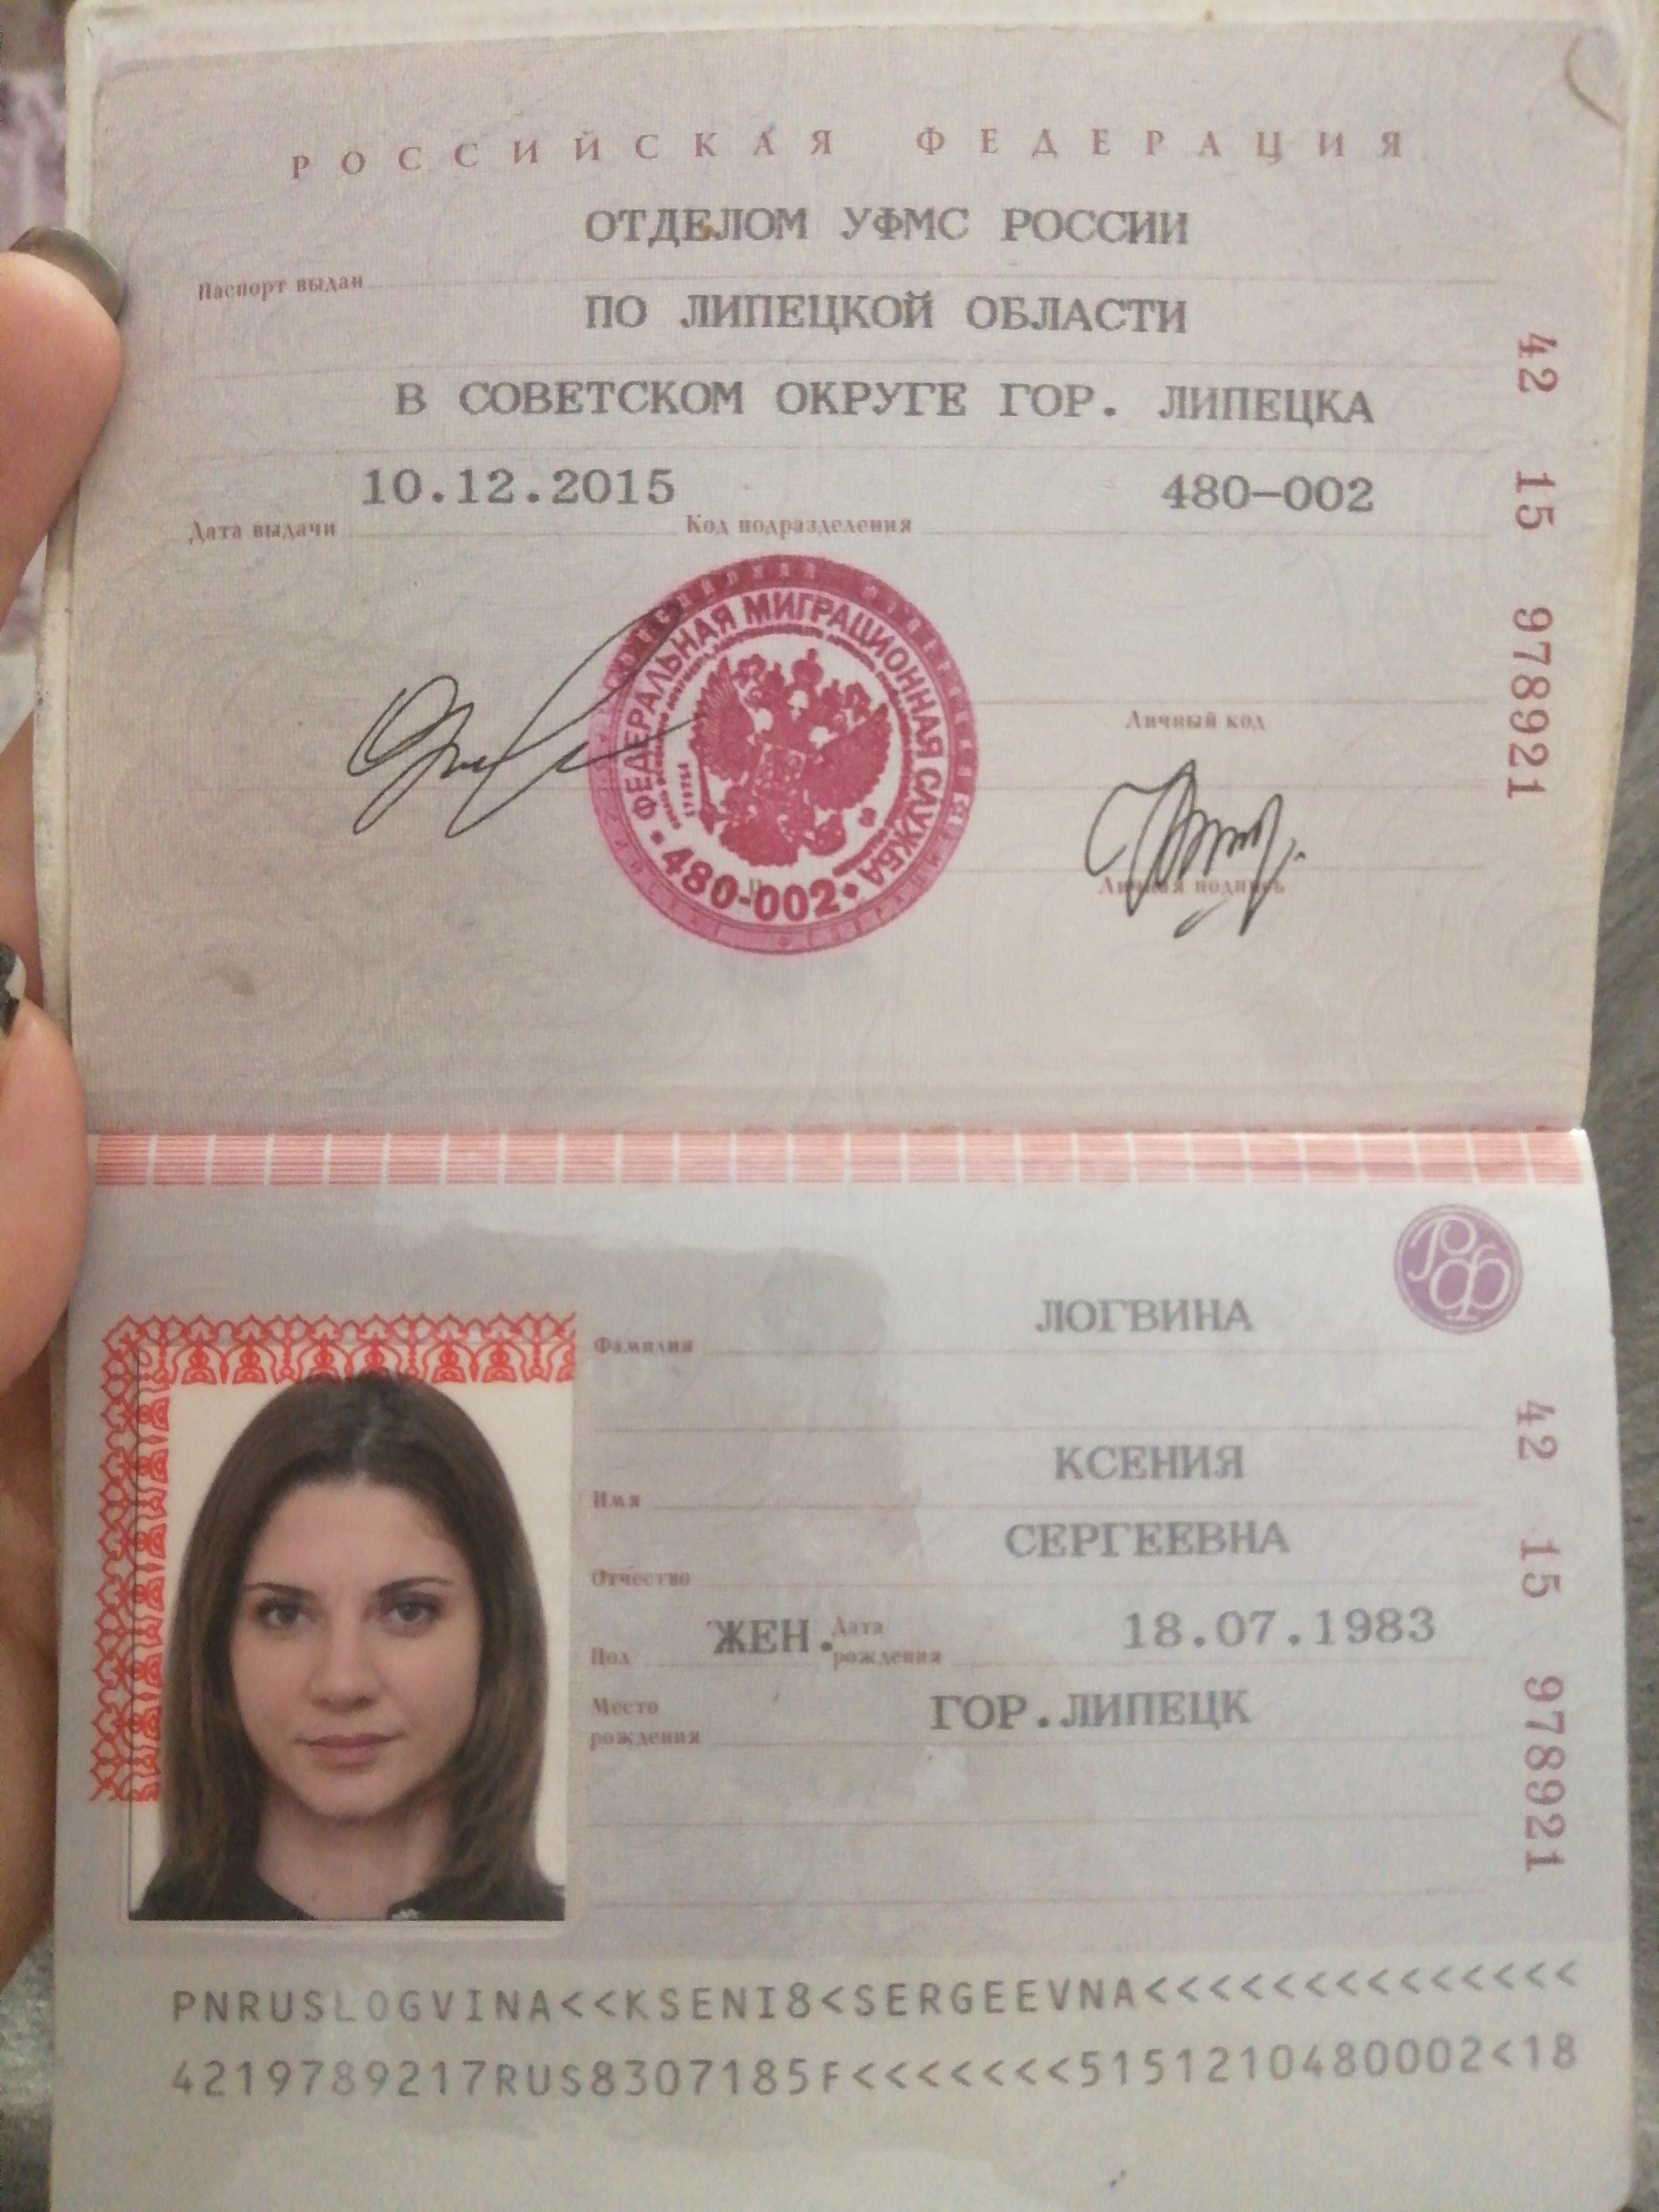 РОССИЙСКАЯ ФЕДЕРАЦИЯ
ОТДЕЛОМ УФМС РОССИИ
Паспорт выдан
ПО ЛИПЕЦКОЙ ОБЛАСТИ
В СОВЕТСКОМ ОКРУГЕ ГОР. ЛИПЕЦКА
10.12.2015 480-002
Дата выдачи Код подразделения
42 15 978921
ФЕДЕРАЛЬНАЯ МИГРАЦИОННАЯ СЛУЖБА
480-002
Личный код
Личная подпись
РФ
ЛОГВИНА
Фамилия
КСЕНИЯ
Имя
СЕРГЕЕВНА
Отчество
Пол ЖЕН. Дата рождения 18.07.1983
Место рождения ГОР.ЛИПЕЦК
42 15 978921
PNRUSLOGVINA<<KSENI8<SERGEEVNA<<<<<<<<<<<<<<
4219789217RUS8307185F<<<<<<<5151210480002<18